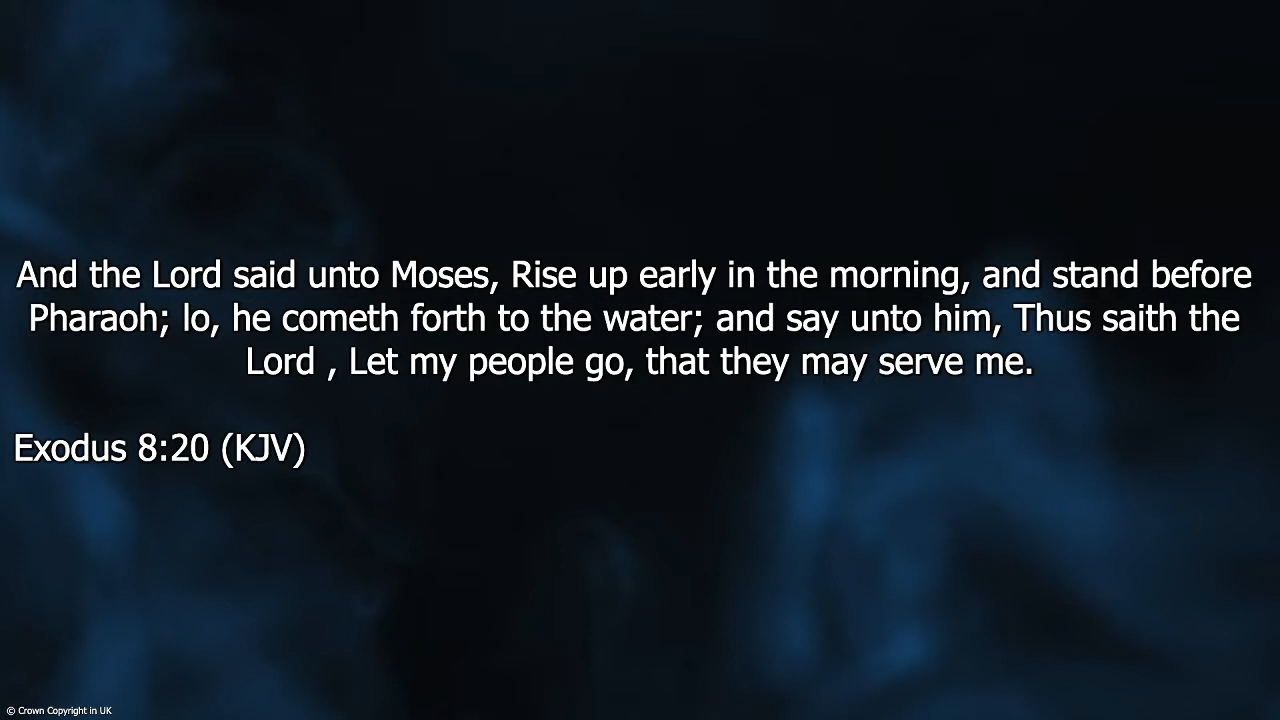 And the Lord said unto Moses, Rise up early in the morning, and stand before
Pharaoh; lo, he cometh forth to the water; and say unto him, Thus saith the
Lord , Let my people go, that they may serve me.
Exodus 8:20 (KJV)
© Crown Copyright in UK